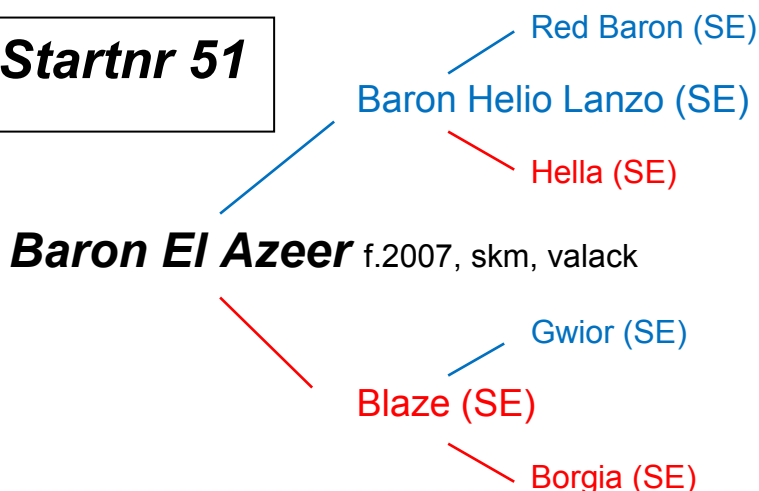 Red Baron (SE)
Startnr 51
Baron Helio Lanzo (SE)
Hella (SE)
Baron El Azeer f.2007, skm, valack
Gwior (SE)
Blaze (SE)
Borgia (SE)